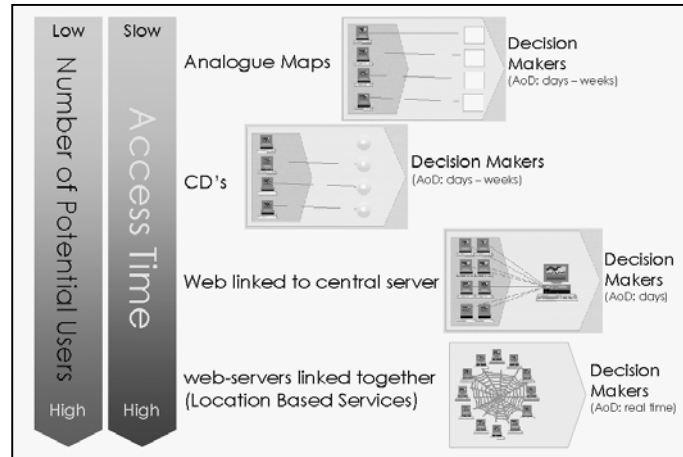 Low
Number of Potential Users
High
Slow
Access Time
High
Analogue Maps
Decision
Makers
(AoD: days – weeks)
CD's
Decision Makers
(AoD: days – weeks)
Web linked to central server
Decision
Makers
(AoD: days)
web-servers linked together
(Location Based Services)
Decision
Makers
(AoD: real time)